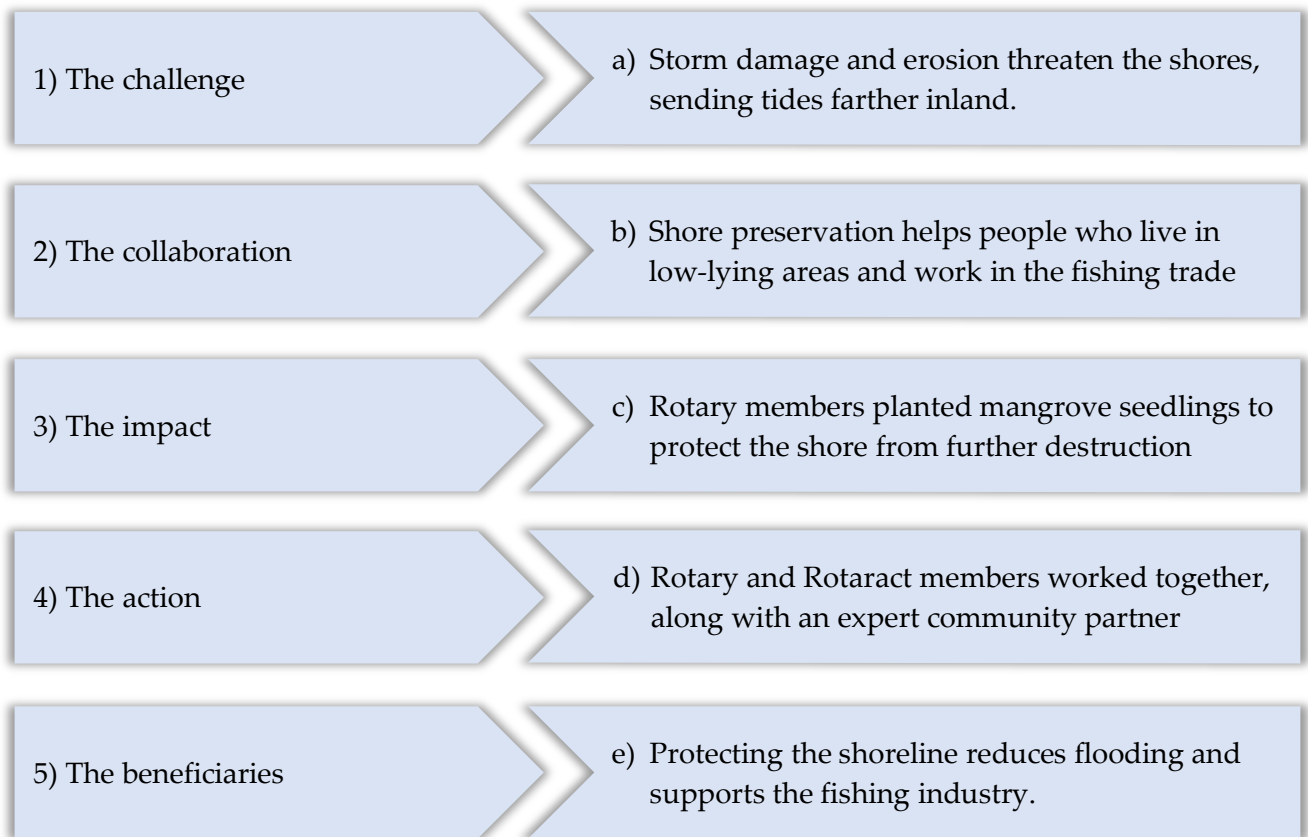 1) The challenge
a) Storm damage and erosion threaten the shores,
sending tides farther inland.
2) The collaboration
b) Shore preservation helps people who live in
low-lying areas and work in the fishing trade
3) The impact
c) Rotary members planted mangrove seedlings to
protect the shore from further destruction
4) The action
d) Rotary and Rotaract members worked together,
along with an expert community partner
5) The beneficiaries
e) Protecting the shoreline reduces flooding and
supports the fishing industry.